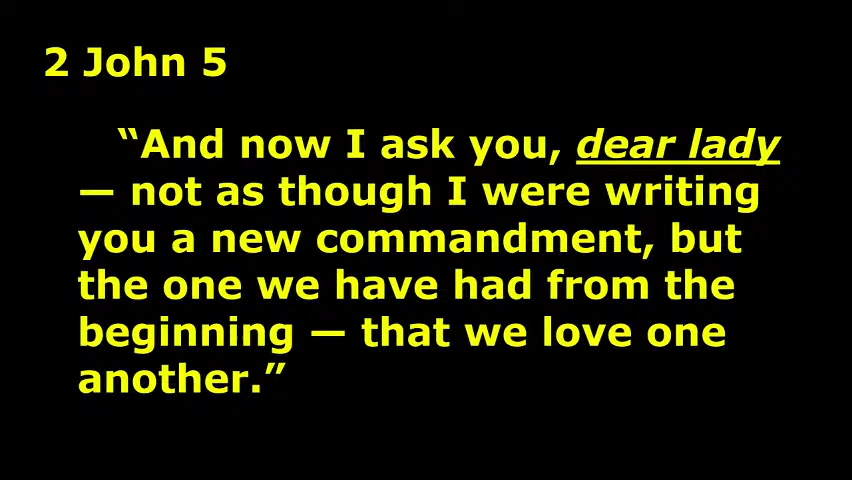 2 John 5
“And now I ask you, dear lady
— not as though I were writing
you a new commandment, but
the one we have had from the
beginning — that we love one
another.”